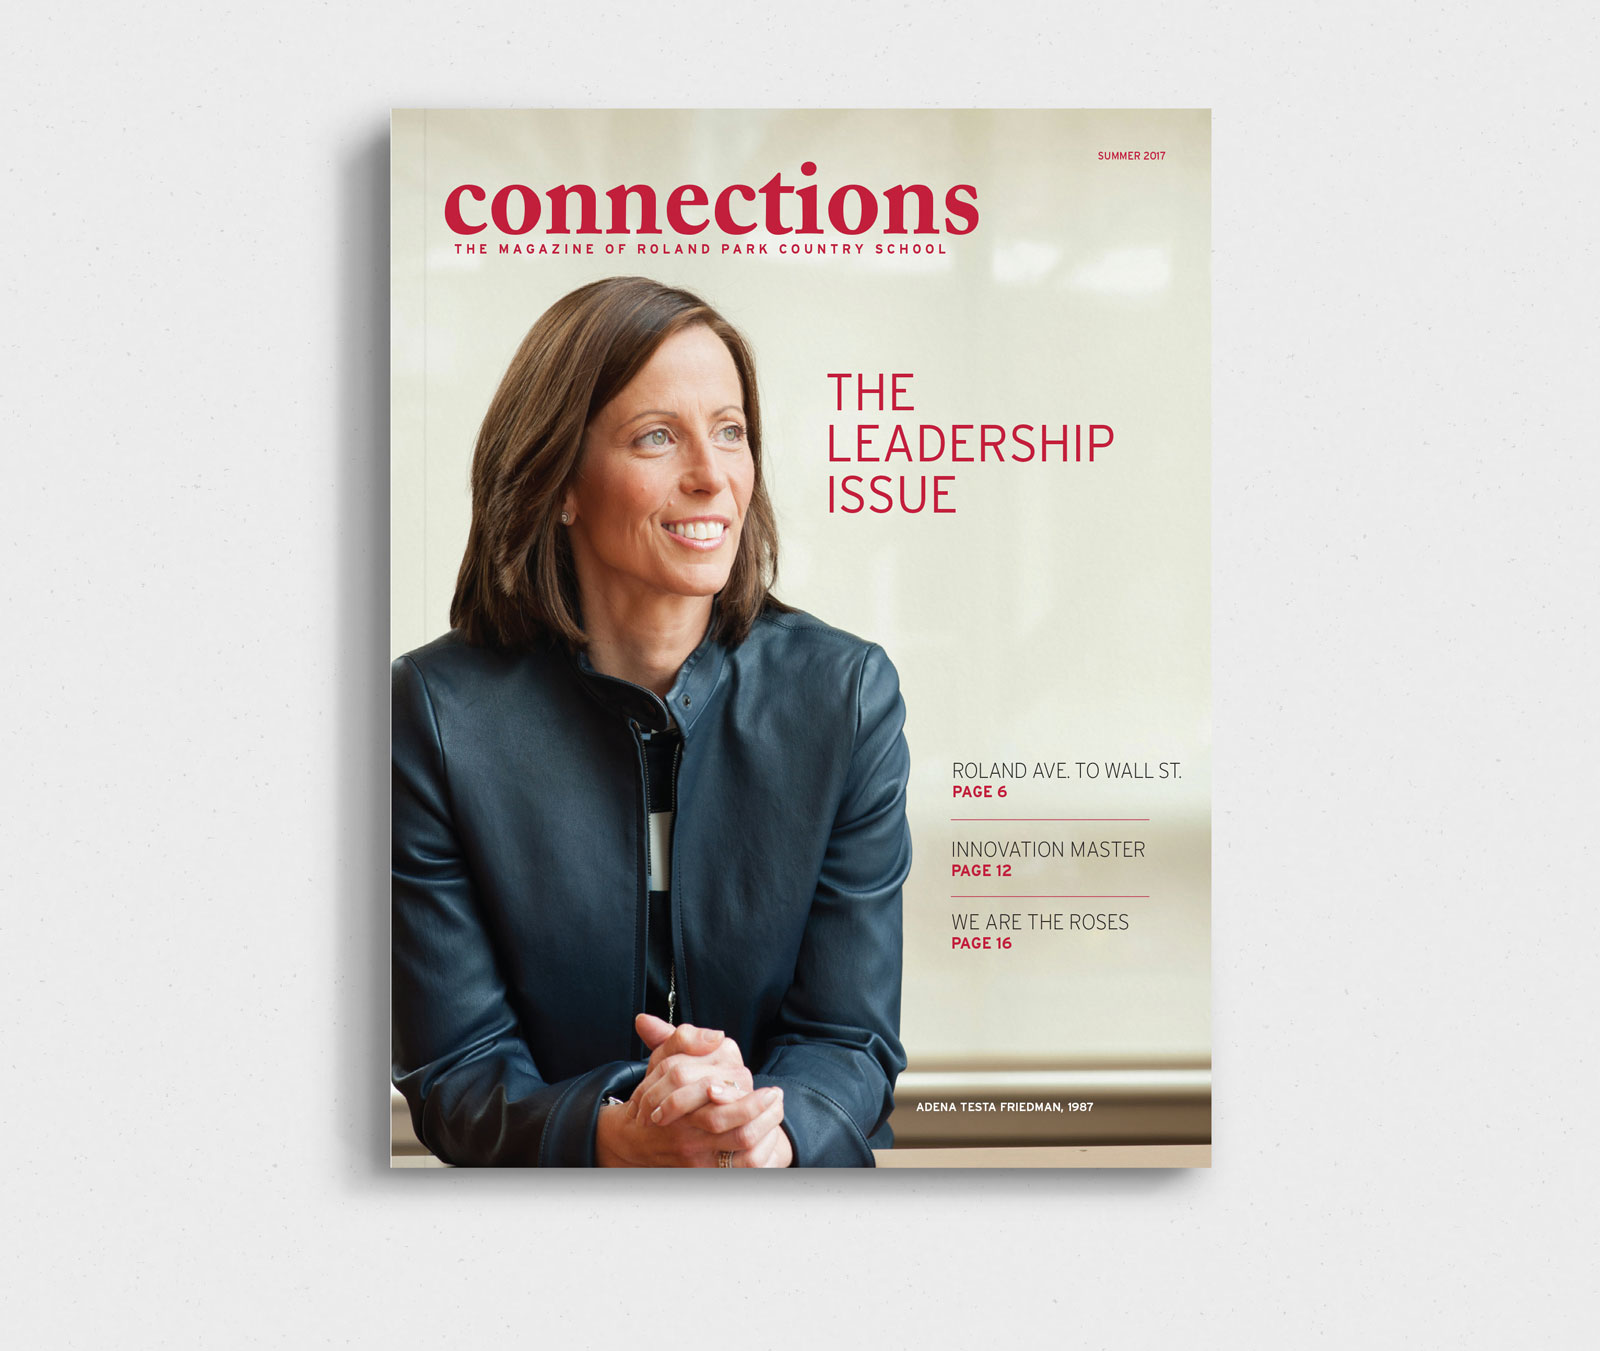 SUMMER 2017
connections
THE MAGAZINE OF ROLAND PARK COUNTRY SCHOOL
THE
LEADERSHIP
ISSUE
ROLAND AVE. TO WALL ST.
PAGE 6
INNOVATION MASTER
PAGE 12
WE ARE THE ROSES
PAGE 16
ADENA TESTA FRIEDMAN, 1987